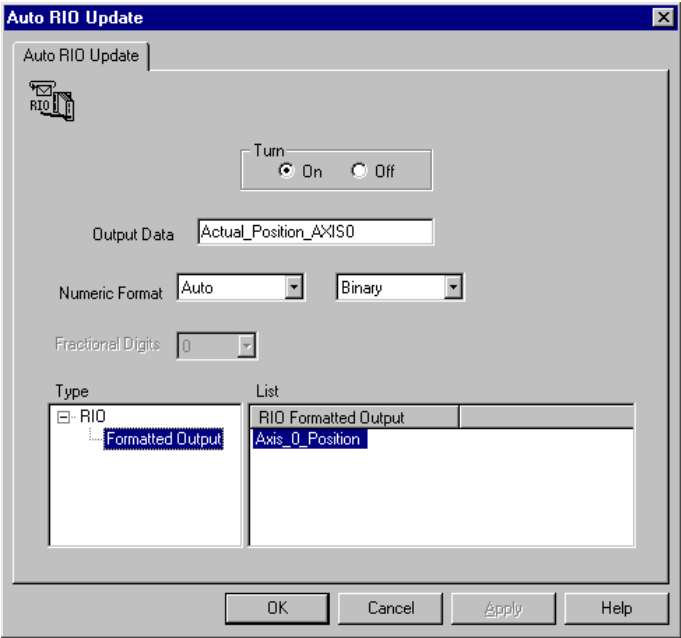 Auto RIO Update
Auto RIO Update
RIO
Turn
On Off
Output Data Actual_Position_AXIS0
Numeric Format Auto Binary
Fractional Digits 0
Type List
RIO RIO Formatted Output
Formatted Output Axis_0_Position
OK Cancel Apply Help